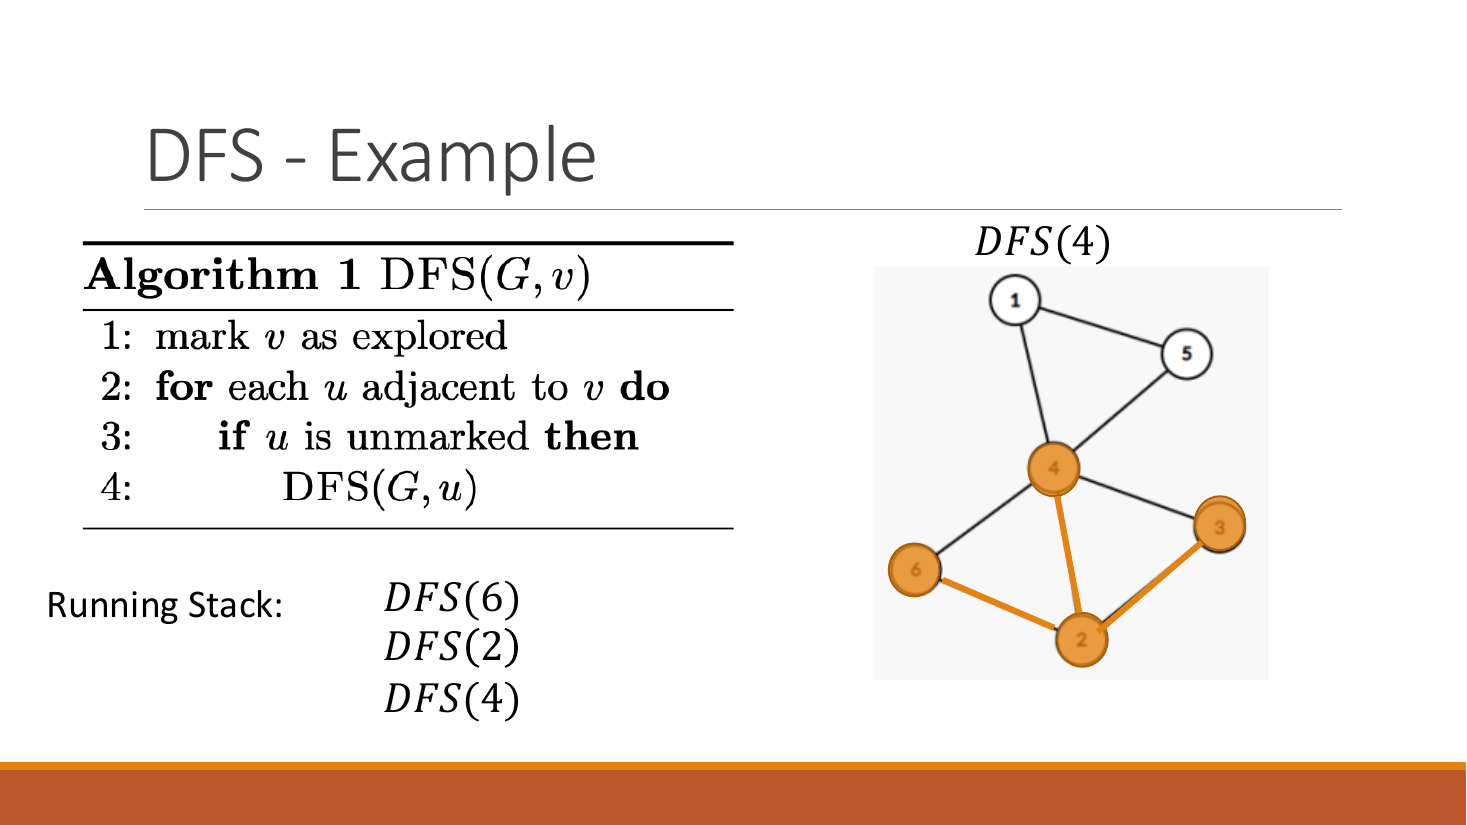 DFS - Example
Algorithm 1 DFS(G, v)
1: mark v as explored
2: for each u adjacent to v do
3: if u is unmarked then
4: DFS(G, u)
Running Stack:
DFS(6)
DFS(2)
DFS(4)
DFS(4)
1
5
4
3
6
2